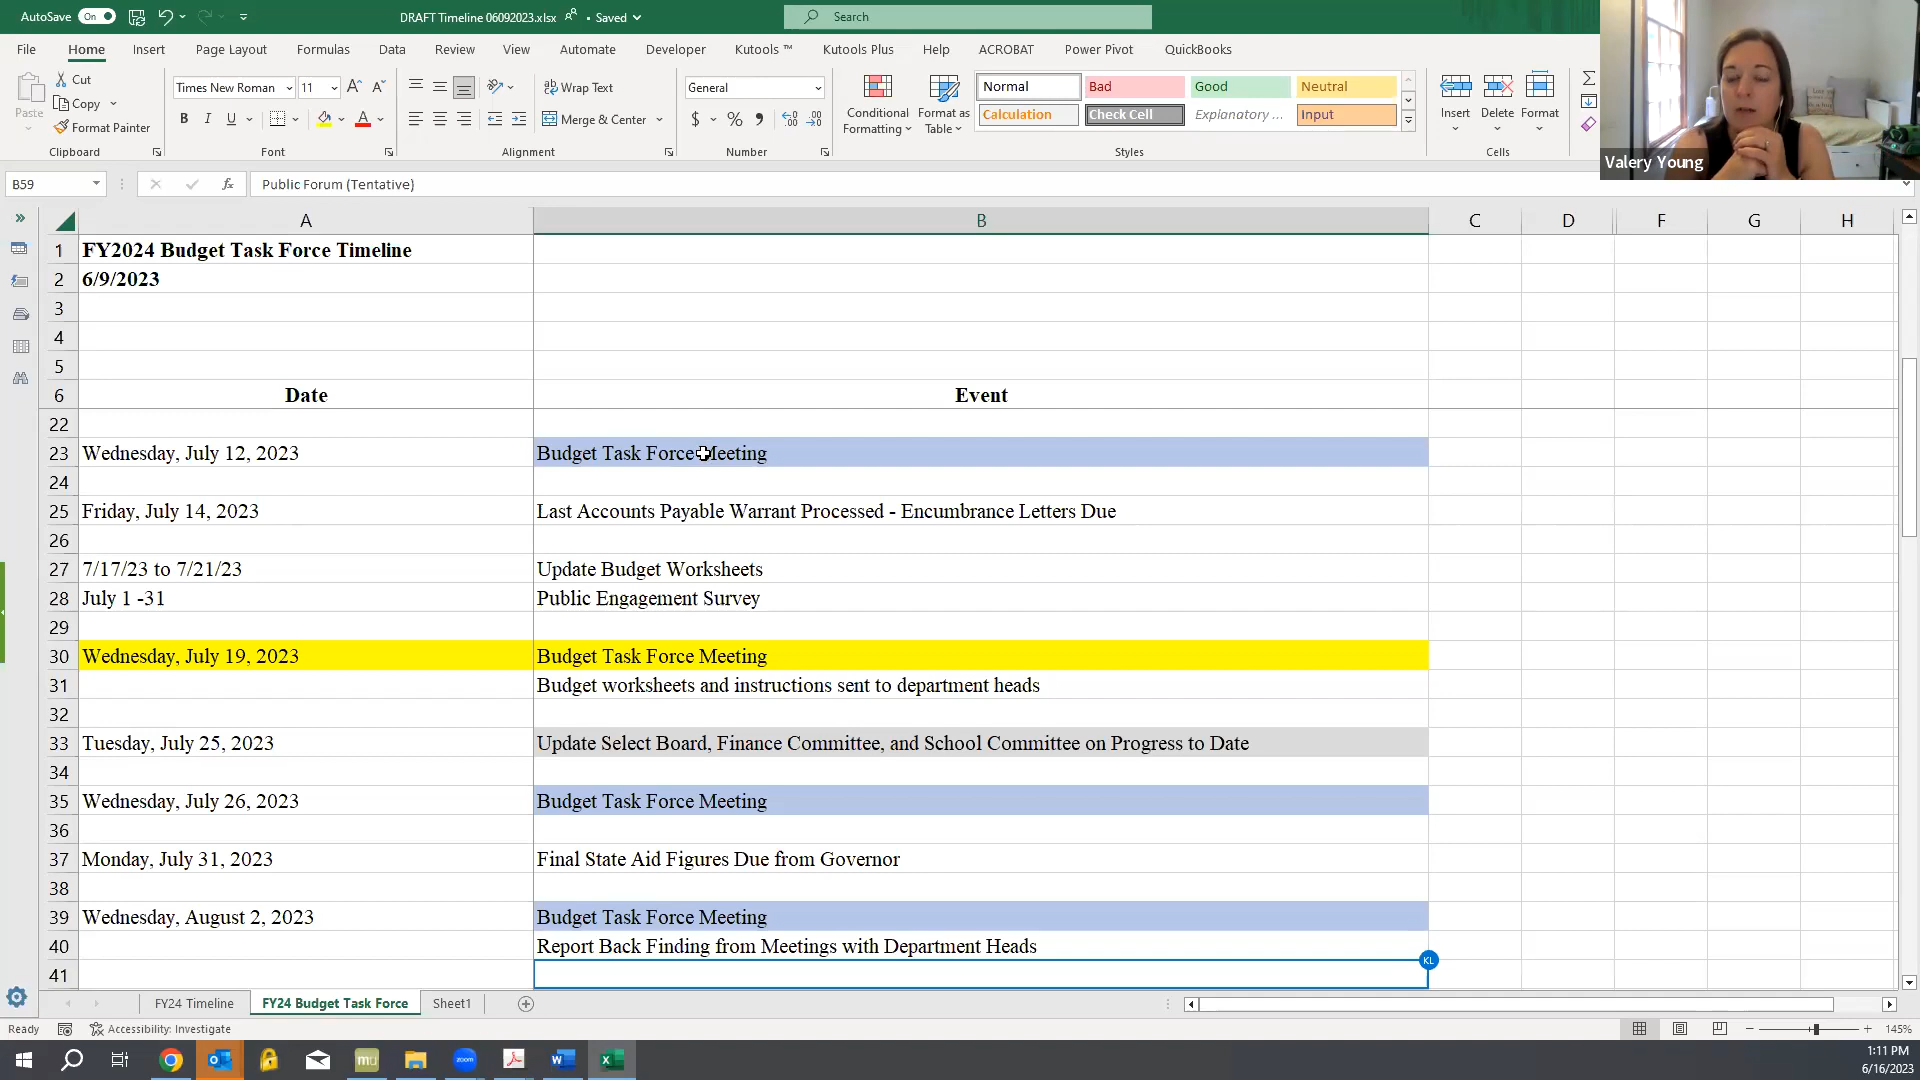 AutoSave On DRAFT Timeline 06092023.xlsx • Saved Search
File Home Insert Page Layout Formulas Data Review View Automate Developer Kutools ™ Kutools Plus Help ACROBAT Power Pivot QuickBooks
Paste Cut Copy Format Painter
Times New Roman 11
B I U A A
ab Wrap Text
Merge & Center
General
$ % 9
Conditional Formatting
Format as Table
Normal Bad Good Neutral
Calculation Check Cell Explanatory ... Input
Insert Delete Format
Clipboard Font Alignment Number Styles Cells
Valery Young
B59 fx Public Forum (Tentative)
A B C D F G H
1 FY2024 Budget Task Force Timeline
2 6/9/2023
3
4
5
6 Date Event
22
23 Wednesday, July 12, 2023 Budget Task Force Meeting
24
25 Friday, July 14, 2023 Last Accounts Payable Warrant Processed - Encumbrance Letters Due
26
27 7/17/23 to 7/21/23 Update Budget Worksheets
28 July 1 -31 Public Engagement Survey
29
30 Wednesday, July 19, 2023 Budget Task Force Meeting
31 Budget worksheets and instructions sent to department heads
32
33 Tuesday, July 25, 2023 Update Select Board, Finance Committee, and School Committee on Progress to Date
34
35 Wednesday, July 26, 2023 Budget Task Force Meeting
36
37 Monday, July 31, 2023 Final State Aid Figures Due from Governor
38
39 Wednesday, August 2, 2023 Budget Task Force Meeting
40 Report Back Finding from Meetings with Department Heads
KL
41
FY24 Timeline FY24 Budget Task Force Sheet1
Ready Accessibility: Investigate 145%
mu zoom
1:11 PM
6/16/2023